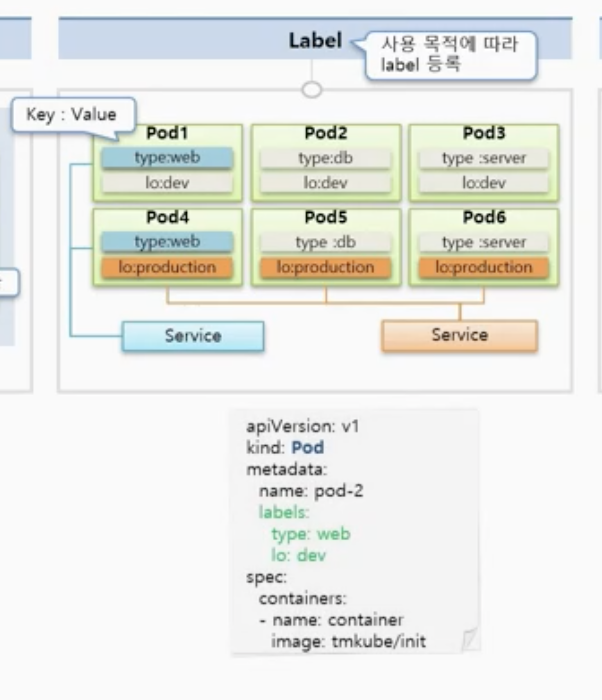 Label
사용 목적에 따라
label 등록
Key : Value
Pod1
type:web
lo:dev
Pod2
type:db
lo:dev
Pod3
type :server
lo:dev
Pod4
type:web
lo:production
Pod5
type :db
lo:production
Pod6
type :server
lo:production
Service
Service
apiVersion: v1
kind: Pod
metadata:
name: pod-2
labels:
type: web
lo: dev
spec:
containers:
- name: container
image: tmkube/init